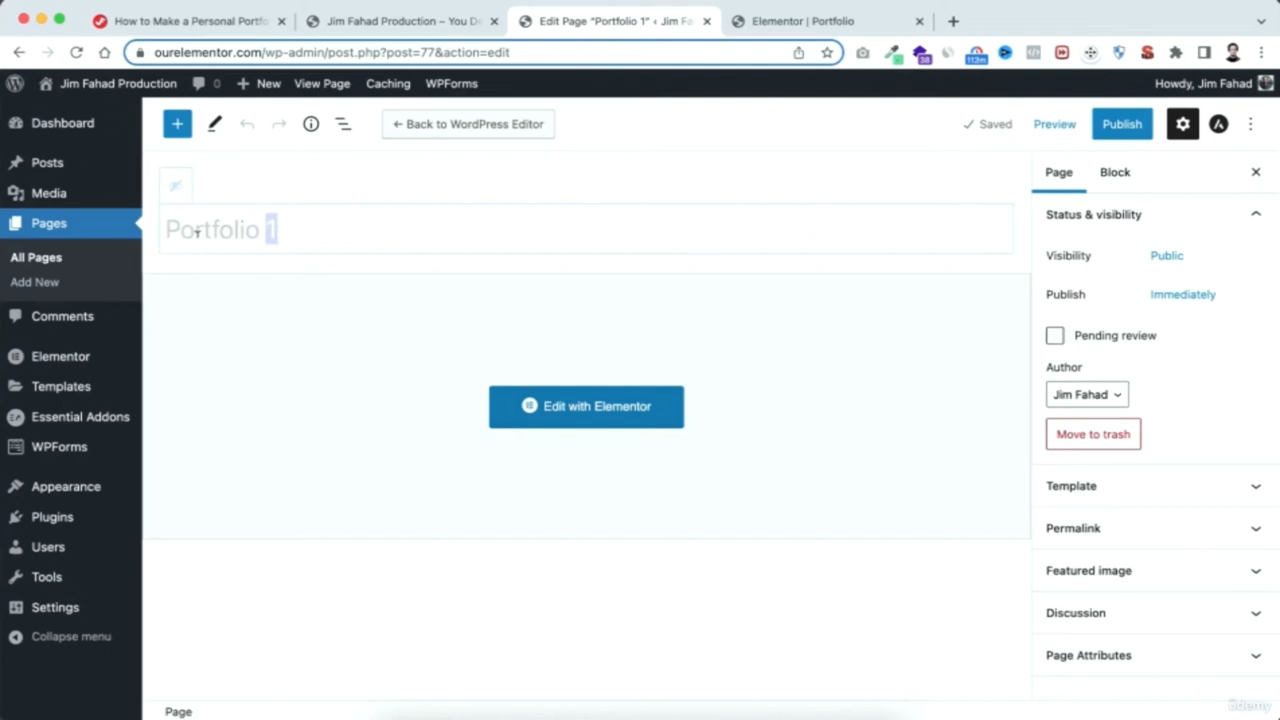 How to Make a Personal Portfo
Jim Fahad Production – You De
Edit Page “Portfolio 1” ‹ Jim Fa
Elementor | Portfolio
ourelementor.com/wp-admin/post.php?post=77&action=edit
38
112m
Jim Fahad Production
0
New
View Page
Caching
WPForms
Howdy, Jim Fahad
Dashboard
Posts
Media
Pages
All Pages
Add New
Comments
Elementor
Templates
Essential Addons
WPForms
Appearance
Plugins
Users
Tools
Settings
Collapse menu
← Back to WordPress Editor
Saved
Preview
Publish
Portfolio 1
Edit with Elementor
Page
Block
Status & visibility
Visibility
Public
Publish
Immediately
Pending review
Author
Jim Fahad
Move to trash
Template
Permalink
Featured image
Discussion
Page Attributes
Page
ûdemy